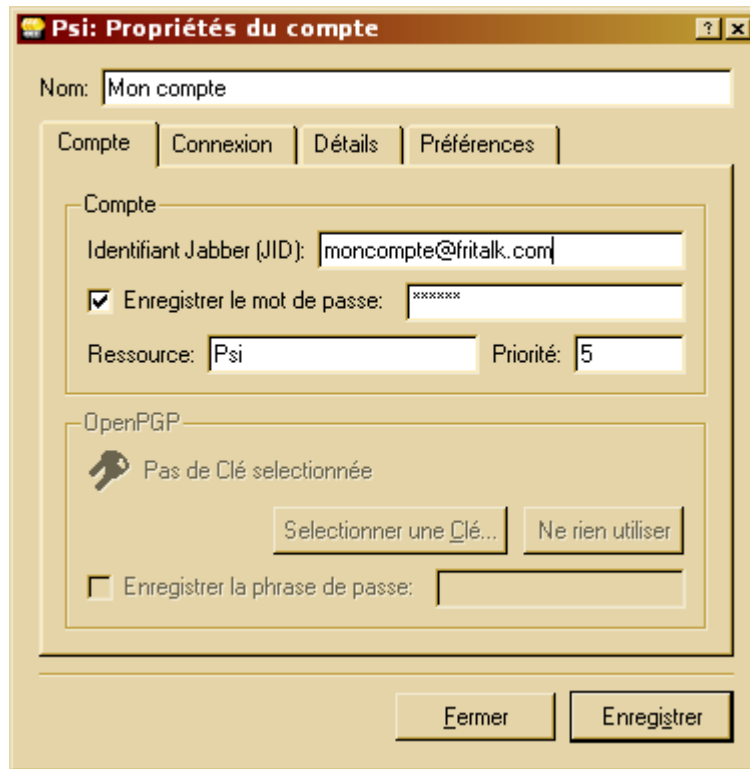 Psi: Propriétés du compte
Nom: Mon compte
Compte Connexion Détails Préférences
Compte
Identifiant Jabber (JID): moncompte@fritalk.com
Enregistrer le mot de passe: ******
Ressource: Psi Priorité: 5
OpenPGP
Pas de Clé selectionnée
Selectionner une Clé... Ne rien utiliser
Enregistrer la phrase de passe:
Fermer Enregistrer